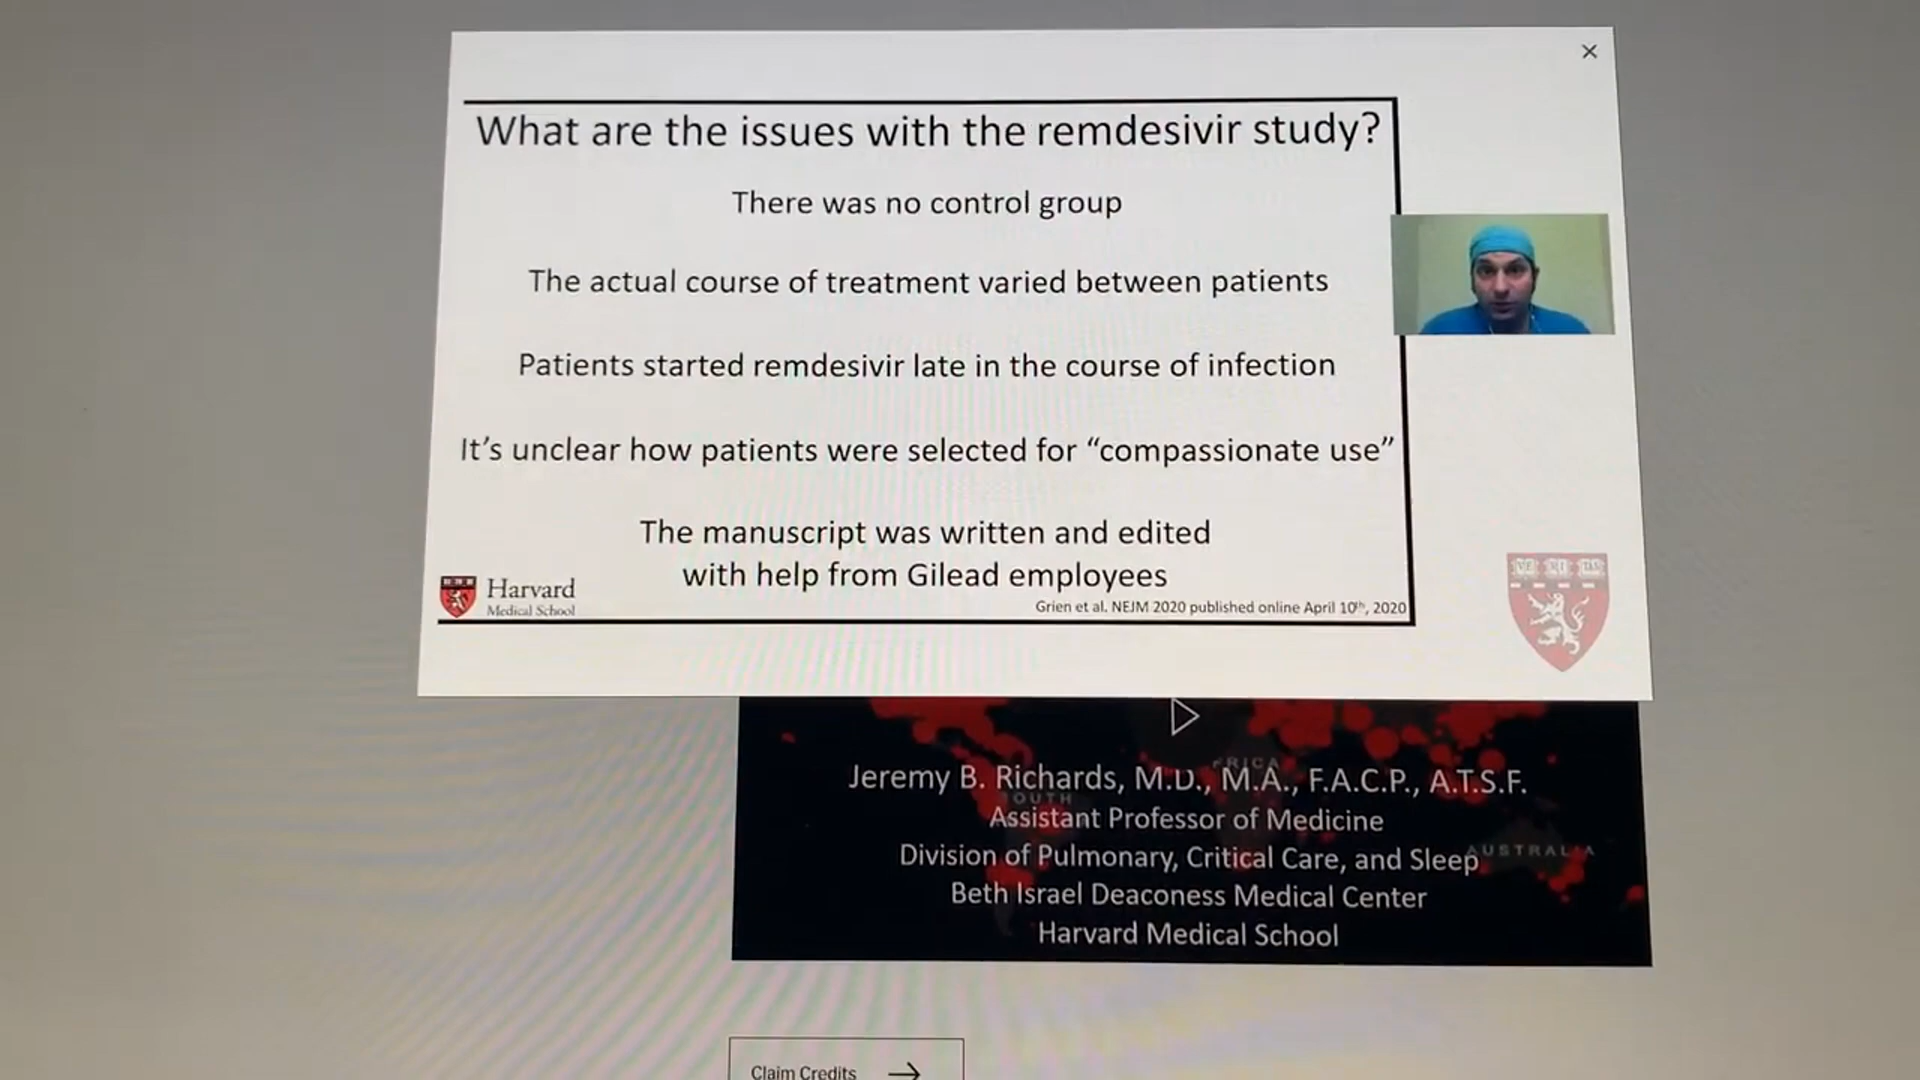 What are the issues with the remdesivir study?
There was no control group
The actual course of treatment varied between patients
Patients started remdesivir late in the course of infection
It's unclear how patients were selected for “compassionate use”
The manuscript was written and edited
with help from Gilead employees
Harvard
Medical School
Grien et al. NEJM 2020 published online April 10th, 2020
VE RI TAS
Jeremy B. Richards, M.D., M.A., F.A.C.P., A.T.S.F.
Assistant Professor of Medicine
Division of Pulmonary, Critical Care, and Sleep
AUSTRALIA
Beth Israel Deaconess Medical Center
Harvard Medical School
Claim Credits